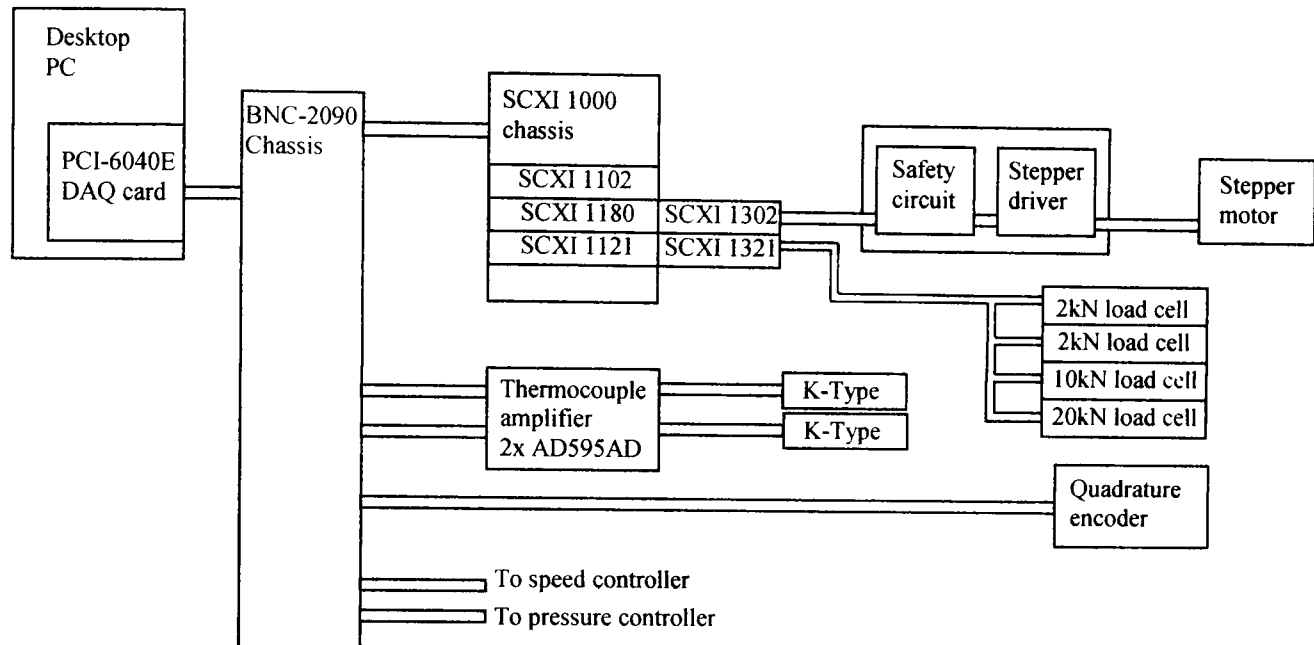 Desktop
PC
PCI-6040E
DAQ card
BNC-2090
Chassis
SCXI 1000
chassis
SCXI 1102
SCXI 1180
SCXI 1302
SCXI 1121
SCXI 1321
Safety
circuit
Stepper
driver
Stepper
motor
2kN load cell
2kN load cell
10kN load cell
20kN load cell
Thermocouple
amplifier
2x AD595AD
K-Type
K-Type
Quadrature
encoder
To speed controller
To pressure controller